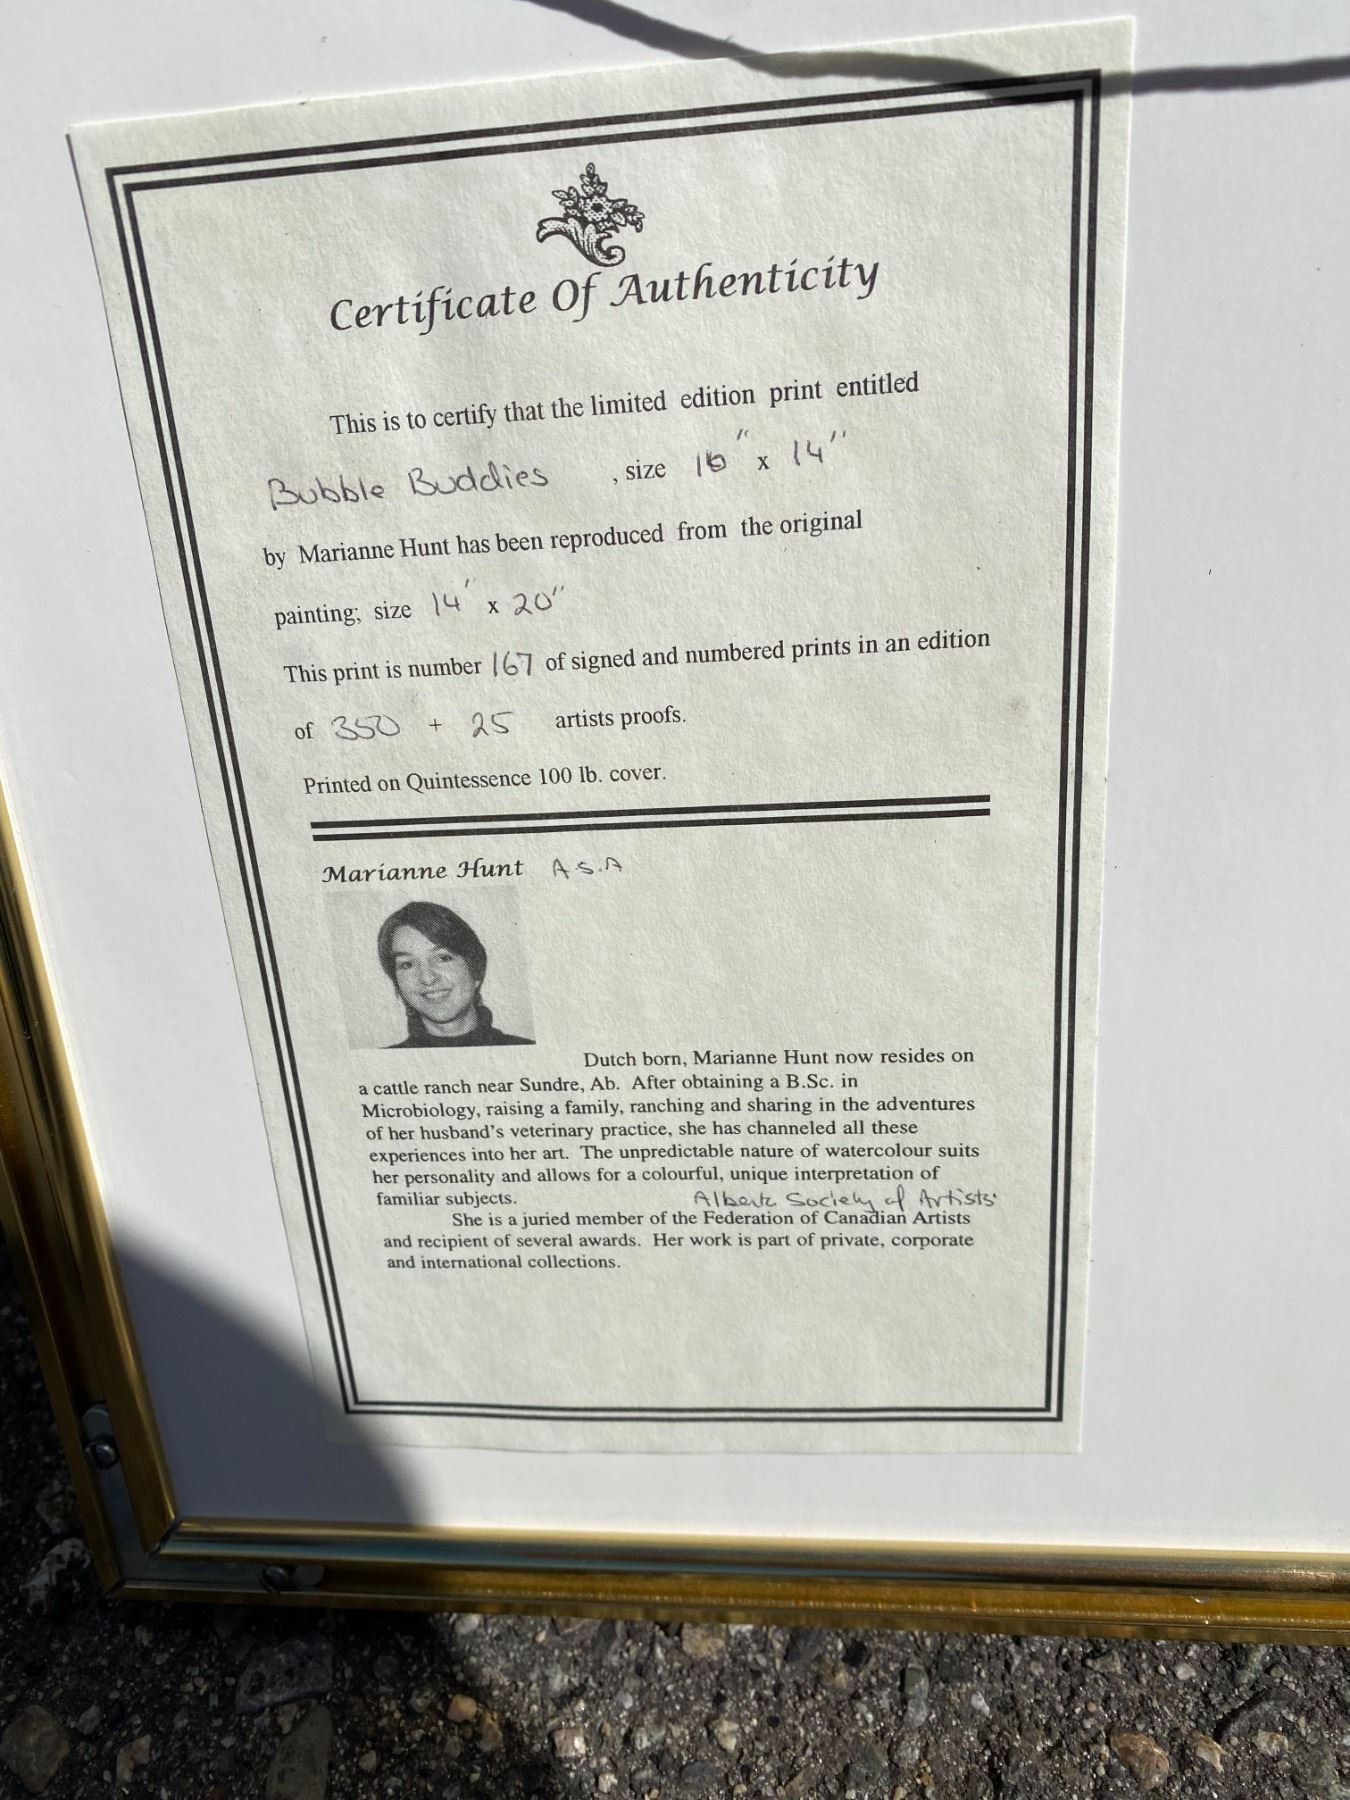 Certificate Of Authenticity
This is to certify that the limited edition print entitled
Bubble Buddies , size 10" x 14"
by Marianne Hunt has been reproduced from the original
painting; size 14" x 20"
This print is number 167 of signed and numbered prints in an edition
of 350 + 25 artists proofs.
Printed on Quintessence 100 lb. cover.
Marianne Hunt A.S.A
Dutch born, Marianne Hunt now resides on
a cattle ranch near Sundre, Ab. After obtaining a B.Sc. in
Microbiology, raising a family, ranching and sharing in the adventures
of her husband's veterinary practice, she has channeled all these
experiences into her art. The unpredictable nature of watercolour suits
her personality and allows for a colourful, unique interpretation of
familiar subjects. Alberta Society of Artists
She is a juried member of the Federation of Canadian Artists
and recipient of several awards. Her work is part of private, corporate
and international collections.